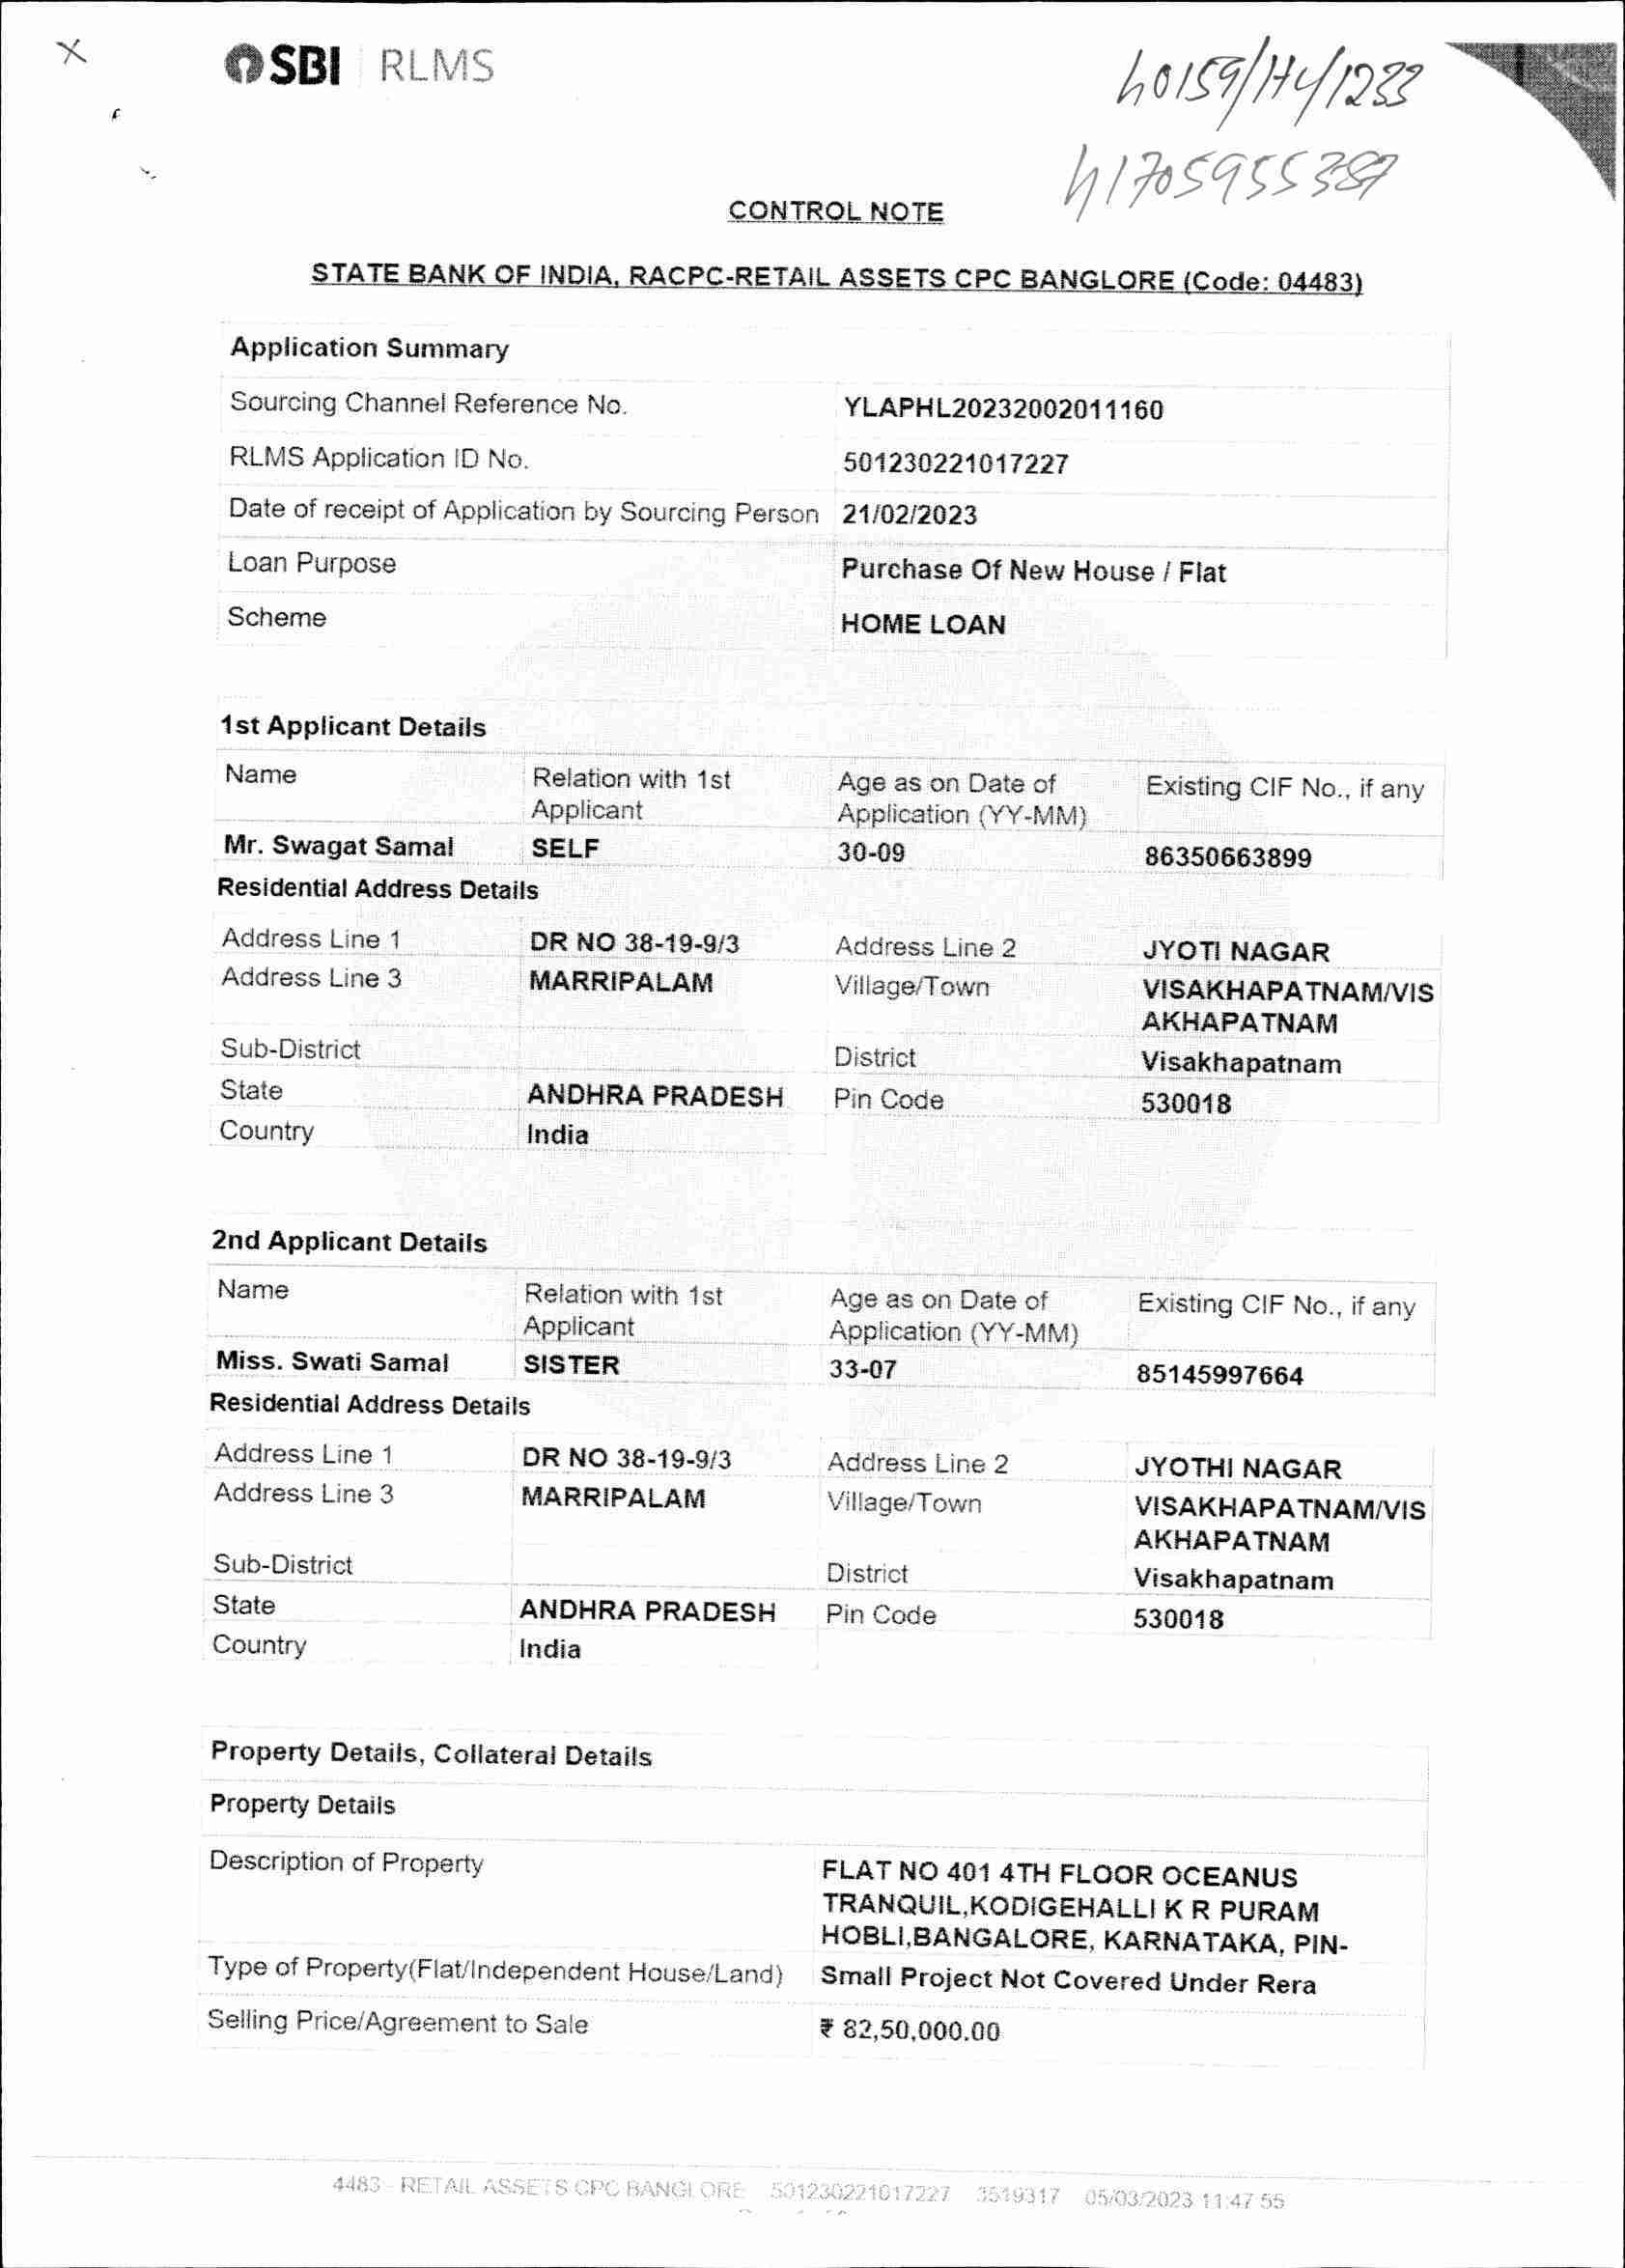 SBI RLMS
40159/HY/1233
41705955387
CONTROL NOTE
STATE BANK OF INDIA, RACPC-RETAIL ASSETS CPC BANGLORE (Code: 04483)
Application Summary
Sourcing Channel Reference No. YLAPHL20232002011160
RLMS Application ID No. 501230221017227
Date of receipt of Application by Sourcing Person 21/02/2023
Loan Purpose Purchase Of New House / Flat
Scheme HOME LOAN
1st Applicant Details
Name Relation with 1st Age as on Date of Existing CIF No., if any
Applicant Application (YY-MM)
Mr. Swagat Samal SELF 30-09 86350663899
Residential Address Details
Address Line 1 DR NO 38-19-9/3 Address Line 2 JYOTI NAGAR
Address Line 3 MARRIPALAM Village/Town VISAKHAPATNAM/VIS
AKHAPATNAM
Sub-District District Visakhapatnam
State ANDHRA PRADESH Pin Code 530018
Country India
2nd Applicant Details
Name Relation with 1st Age as on Date of Existing CIF No., if any
Applicant Application (YY-MM)
Miss. Swati Samal SISTER 33-07 85145997664
Residential Address Details
Address Line 1 DR NO 38-19-9/3 Address Line 2 JYOTHI NAGAR
Address Line 3 MARRIPALAM Village/Town VISAKHAPATNAM/VIS
AKHAPATNAM
Sub-District District Visakhapatnam
State ANDHRA PRADESH Pin Code 530018
Country India
Property Details, Collateral Details
Property Details
Description of Property FLAT NO 401 4TH FLOOR OCEANUS
TRANQUIL,KODIGEHALLI K R PURAM
HOBLI,BANGALORE, KARNATAKA, PIN-
Type of Property(Flat/Independent House/Land) Small Project Not Covered Under Rera
Selling Price/Agreement to Sale ₹ 82,50,000.00
4483 - RETAIL ASSETS CPC BANGLORE 501230221017227 3519317 05/03/2023 11:47 55